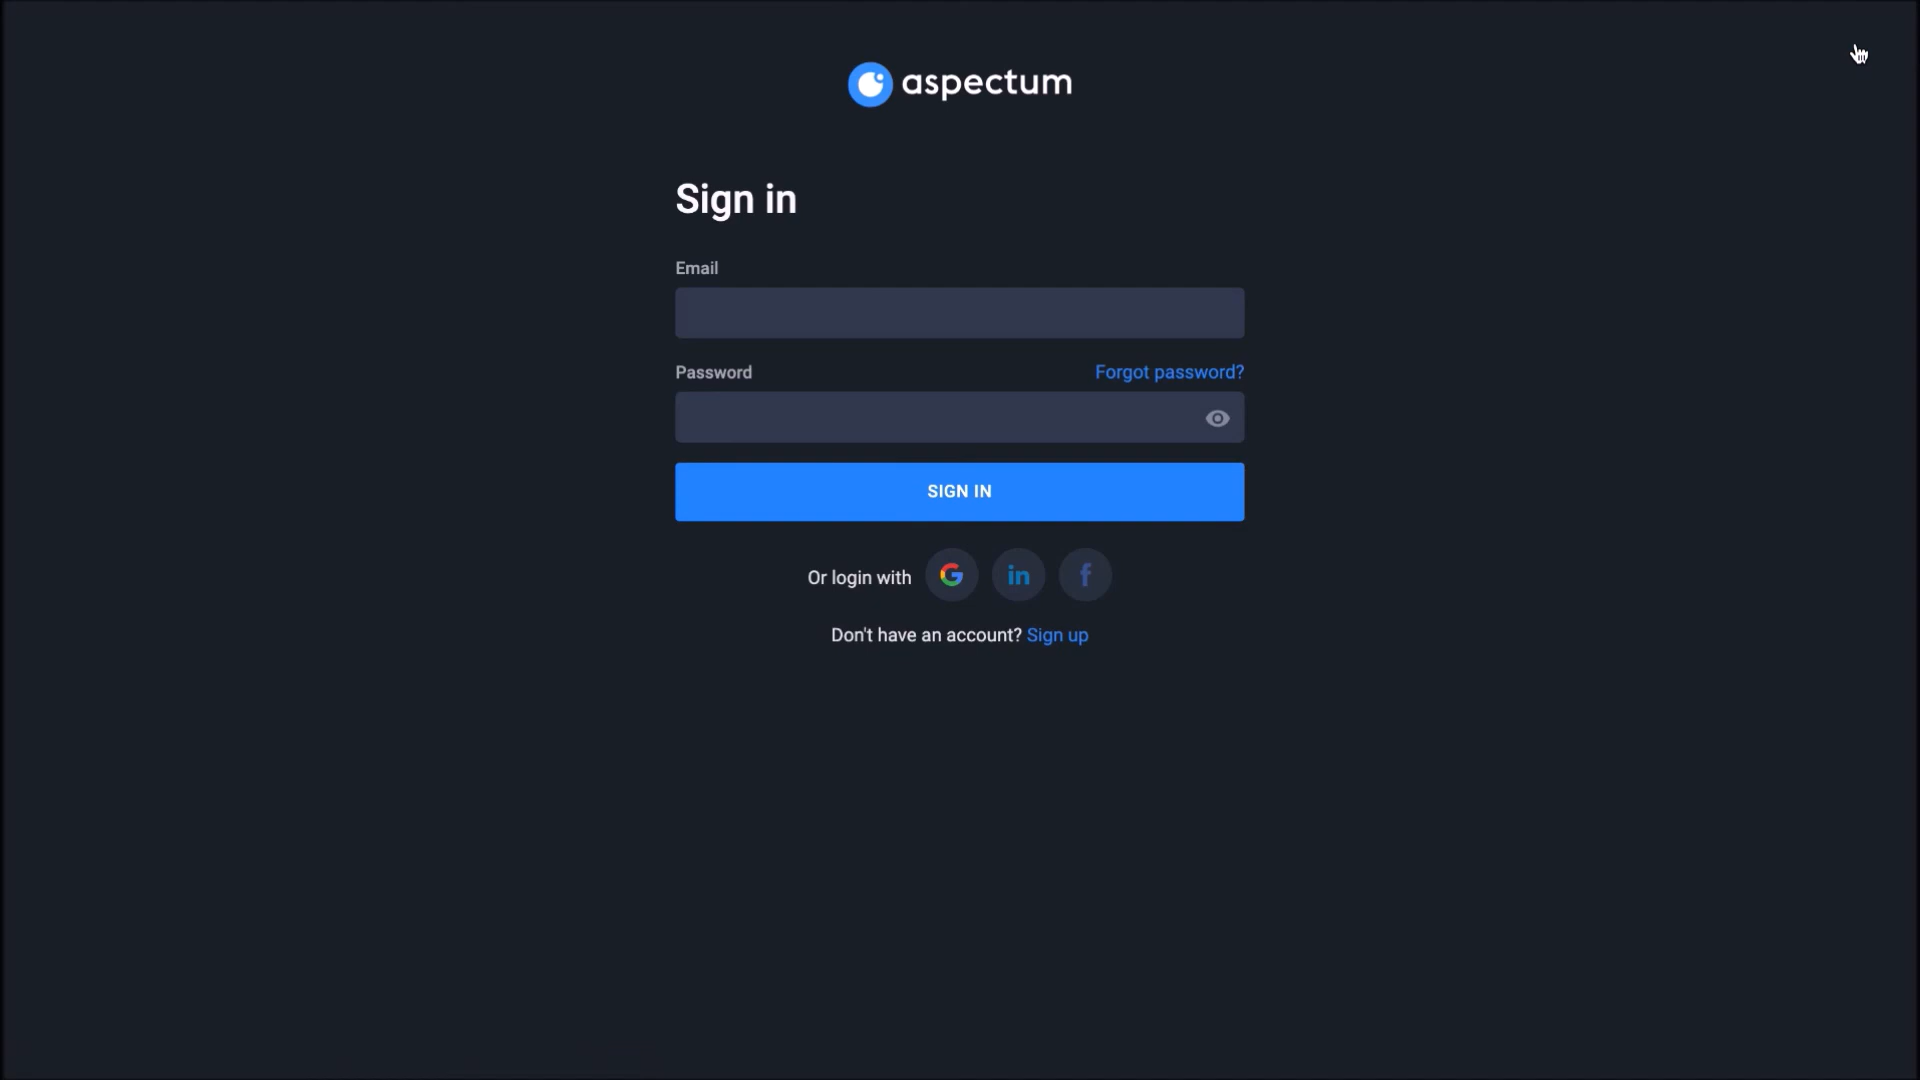 aspectum
Sign in
Email
Password Forgot password?
SIGN IN
Or login with G in f
Don't have an account? Sign up